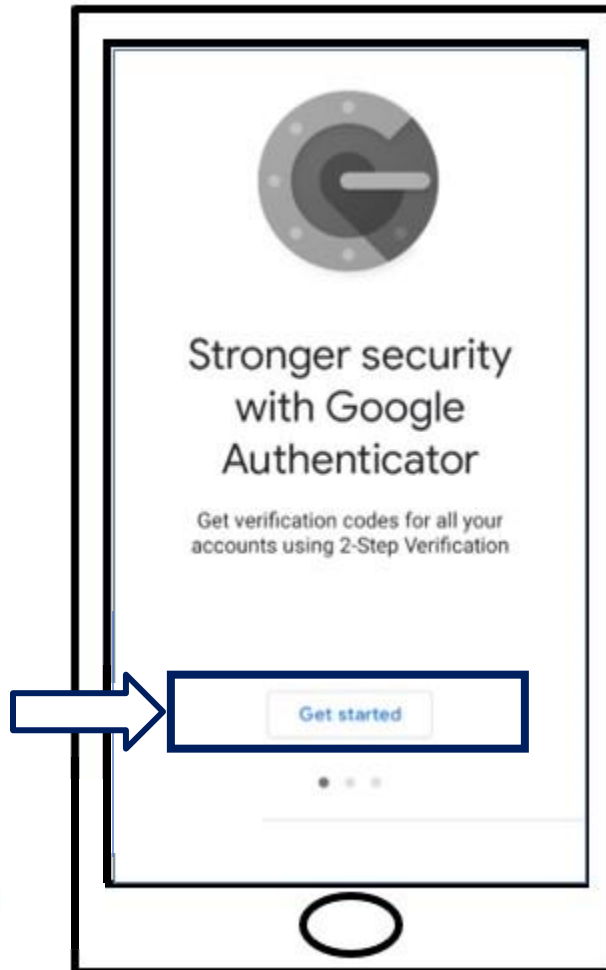 Stronger security
with Google
Authenticator
Get verification codes for all your
accounts using 2-Step Verification
Get started